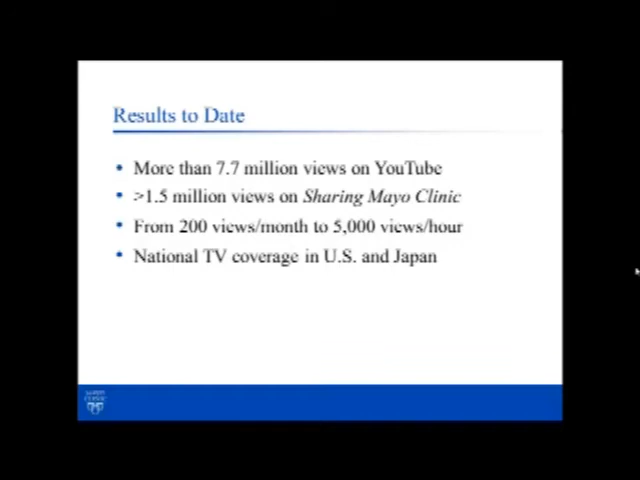 Results to Date
• More than 7.7 million views on YouTube
• >1.5 million views on Sharing Mayo Clinic
• From 200 views/month to 5,000 views/hour
• National TV coverage in U.S. and Japan